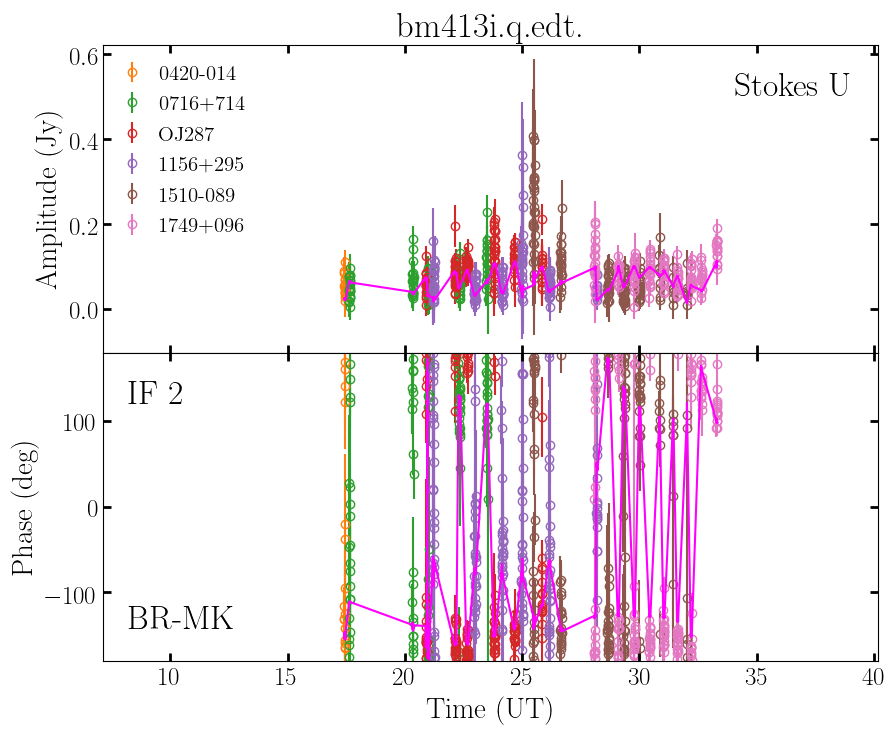 bm413i.q.edt.
0420-014
0716+714
OJ287
1156+295
1510-089
1749+096
Stokes U
Amplitude (Jy)
0.6
0.4
0.2
0.0
IF 2
BR-MK
Phase (deg)
100
0
−100
10 15 20 25 30 35 40
Time (UT)